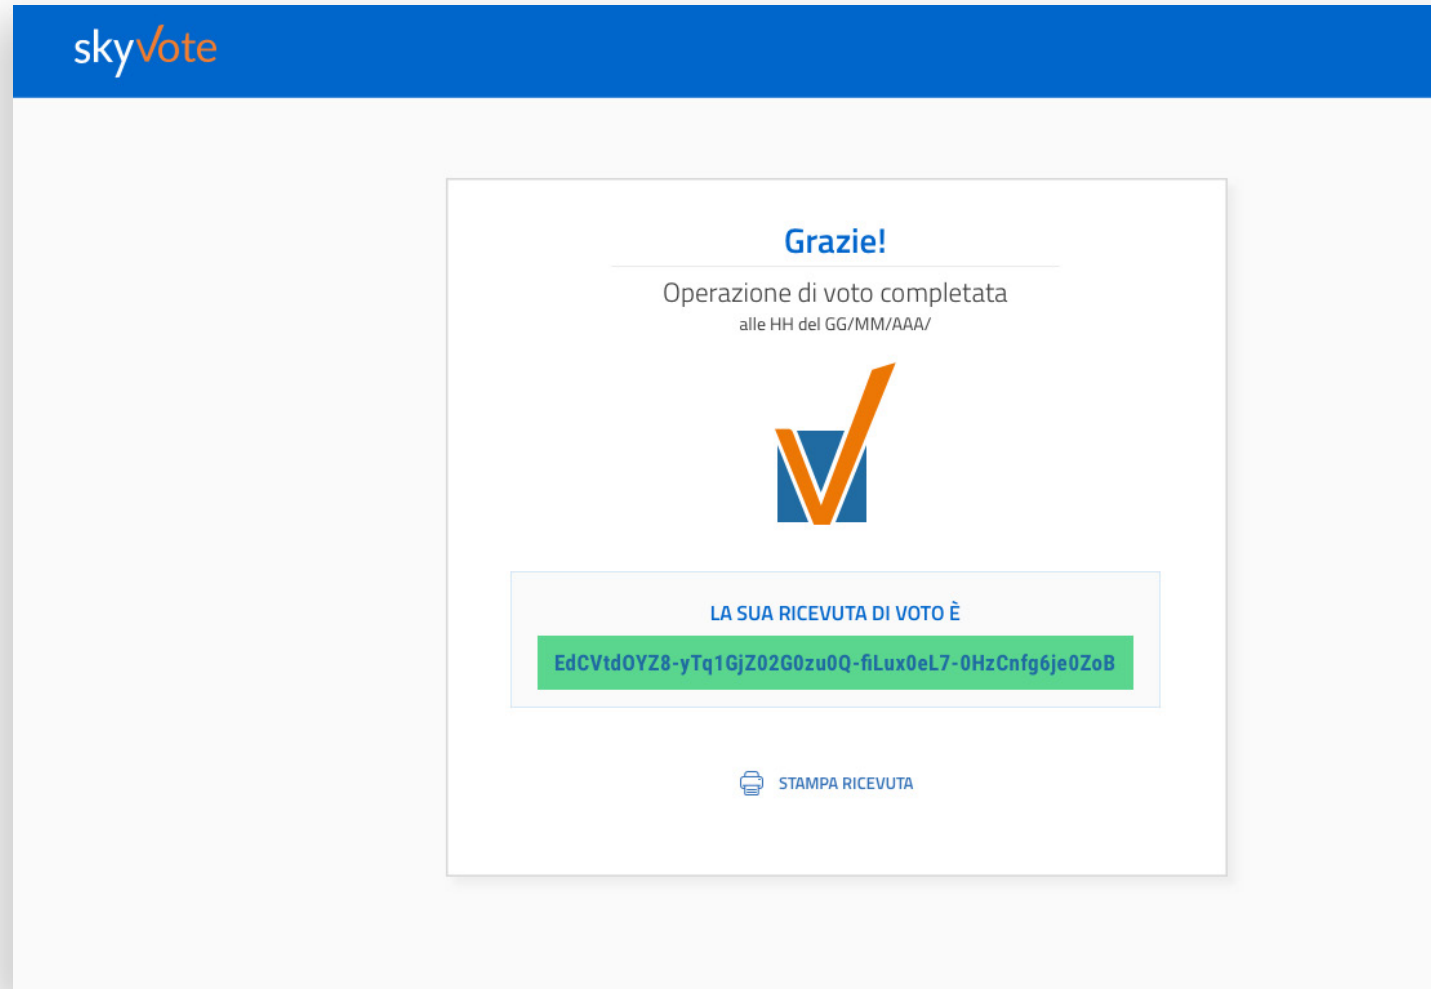 skyvote
Grazie!
Operazione di voto completata
alle HH del GG/MM/AAA/
LA SUA RICEVUTA DI VOTO È
EdCVtdOYZ8-yTq1GjZ02G0zu0Q-fiLux0eL7-0HzCnfg6je0ZoB
STAMPA RICEVUTA